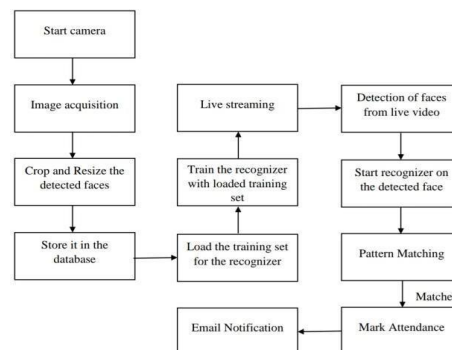 Start camera
Image acquisition
Crop and Resize the
detected faces
Store it in the
database
Load the training set
for the recognizer
Train the recognizer
with loaded training
set
Live streaming
Detection of faces
from live video
Start recognizer on
the detected face
Pattern Matching
Matche
Mark Attendance
Email Notification